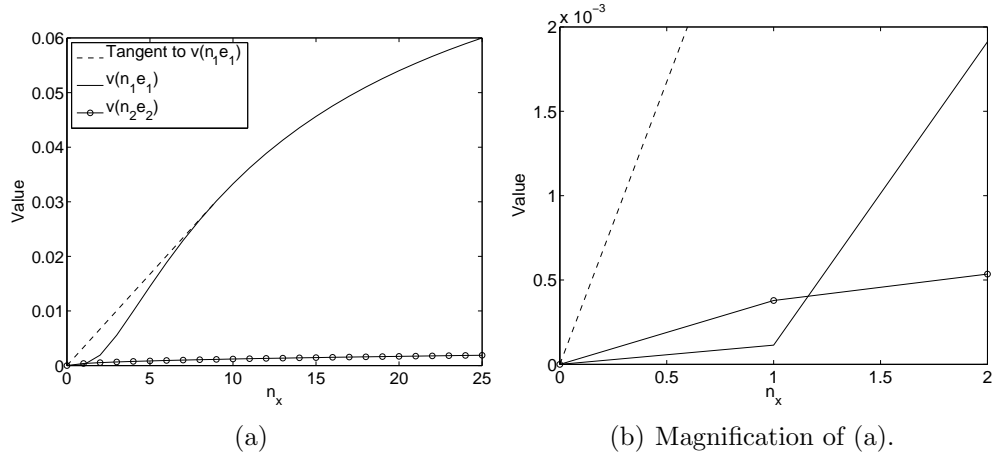 0.06
0.05
0.04
0.03
0.02
0.01
0
Value
Tangent to v(n₁e₁)
v(n₁e₁)
v(n₂e₂)
0 5 10 15 20 25
nₓ
(a)
2 x 10⁻³
1.5
1
0.5
0
Value
0 0.5 1 1.5 2
nₓ
(b) Magnification of (a).